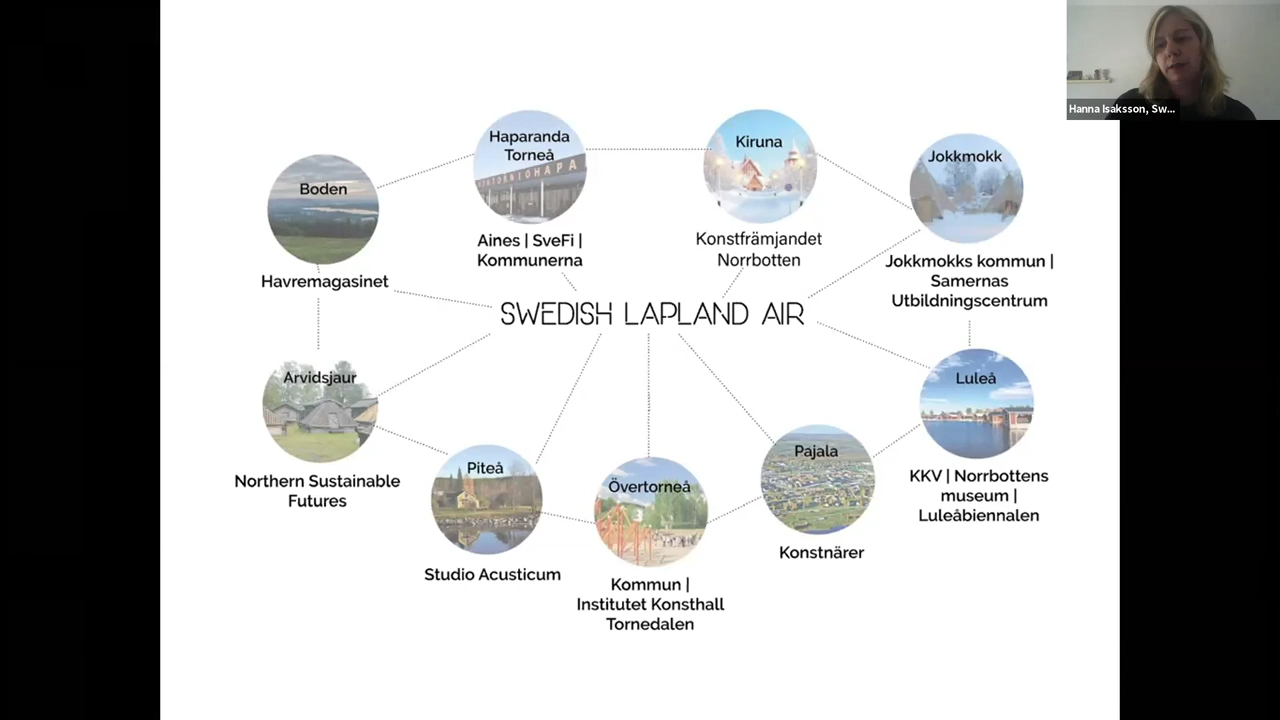 Hanna Isaksson, Sw...
Haparanda
Torneå
Aines | SveFi |
Kommunerna
Kiruna
Konstfrämjandet
Norrbotten
Jokkmokk
Jokkmokks kommun |
Samernas
Utbildningscentrum
Boden
Havremagasinet
SWEDISH LAPLAND AIR
Arvidsjaur
Northern Sustainable
Futures
Luleå
KKV | Norrbottens
museum |
Luleåbiennalen
Piteå
Studio Acusticum
Övertorneå
Kommun |
Institutet Konsthall
Tornedalen
Pajala
Konstnärer